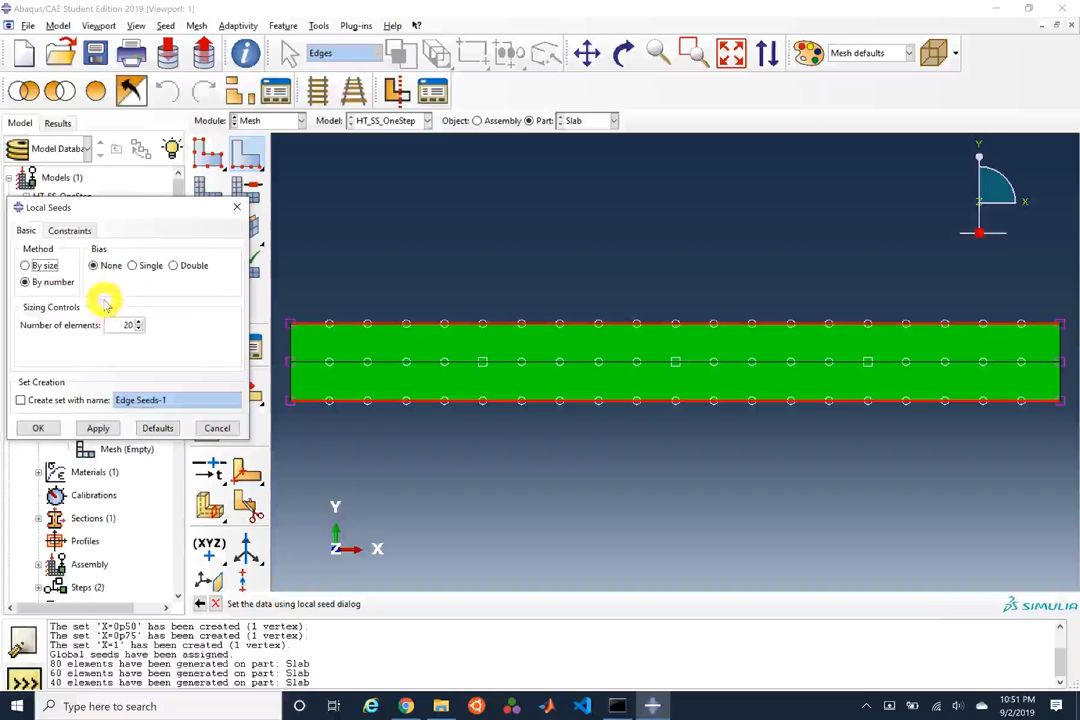 Abaqus/CAE Student Edition 2019 [Viewport: 1]
File Model Viewport View Seed Mesh Adaptivity Feature Tools Plug-ins Help
Edges Mesh defaults
Model Results Module: Mesh Model: HT_SS_OneStep Object: Assembly Part: Slab
Model Databa
Models (1)
Local Seeds
Basic Constraints
Method Bias
By size None Single Double
By number
Sizing Controls
Number of elements: 20
Set Creation
Create set with name: Edge Seeds-1
OK Apply Defaults Cancel
Mesh (Empty)
Materials (1)
Calibrations
Sections (1)
Profiles
Assembly
Steps (2)
Y
Z X
Y
Z X
(XYZ)
t
Set the data using local seed dialog
SIMULIA
The set 'X=0p50' has been created (1 vertex).
The set 'X=0p75' has been created (1 vertex).
The set 'X=1' has been created (1 vertex).
Global seeds have been assigned.
80 elements have been generated on part: Slab
60 elements have been generated on part: Slab
40 elements have been generated on part: Slab
>>>
Type here to search
10:51 PM
9/2/2019